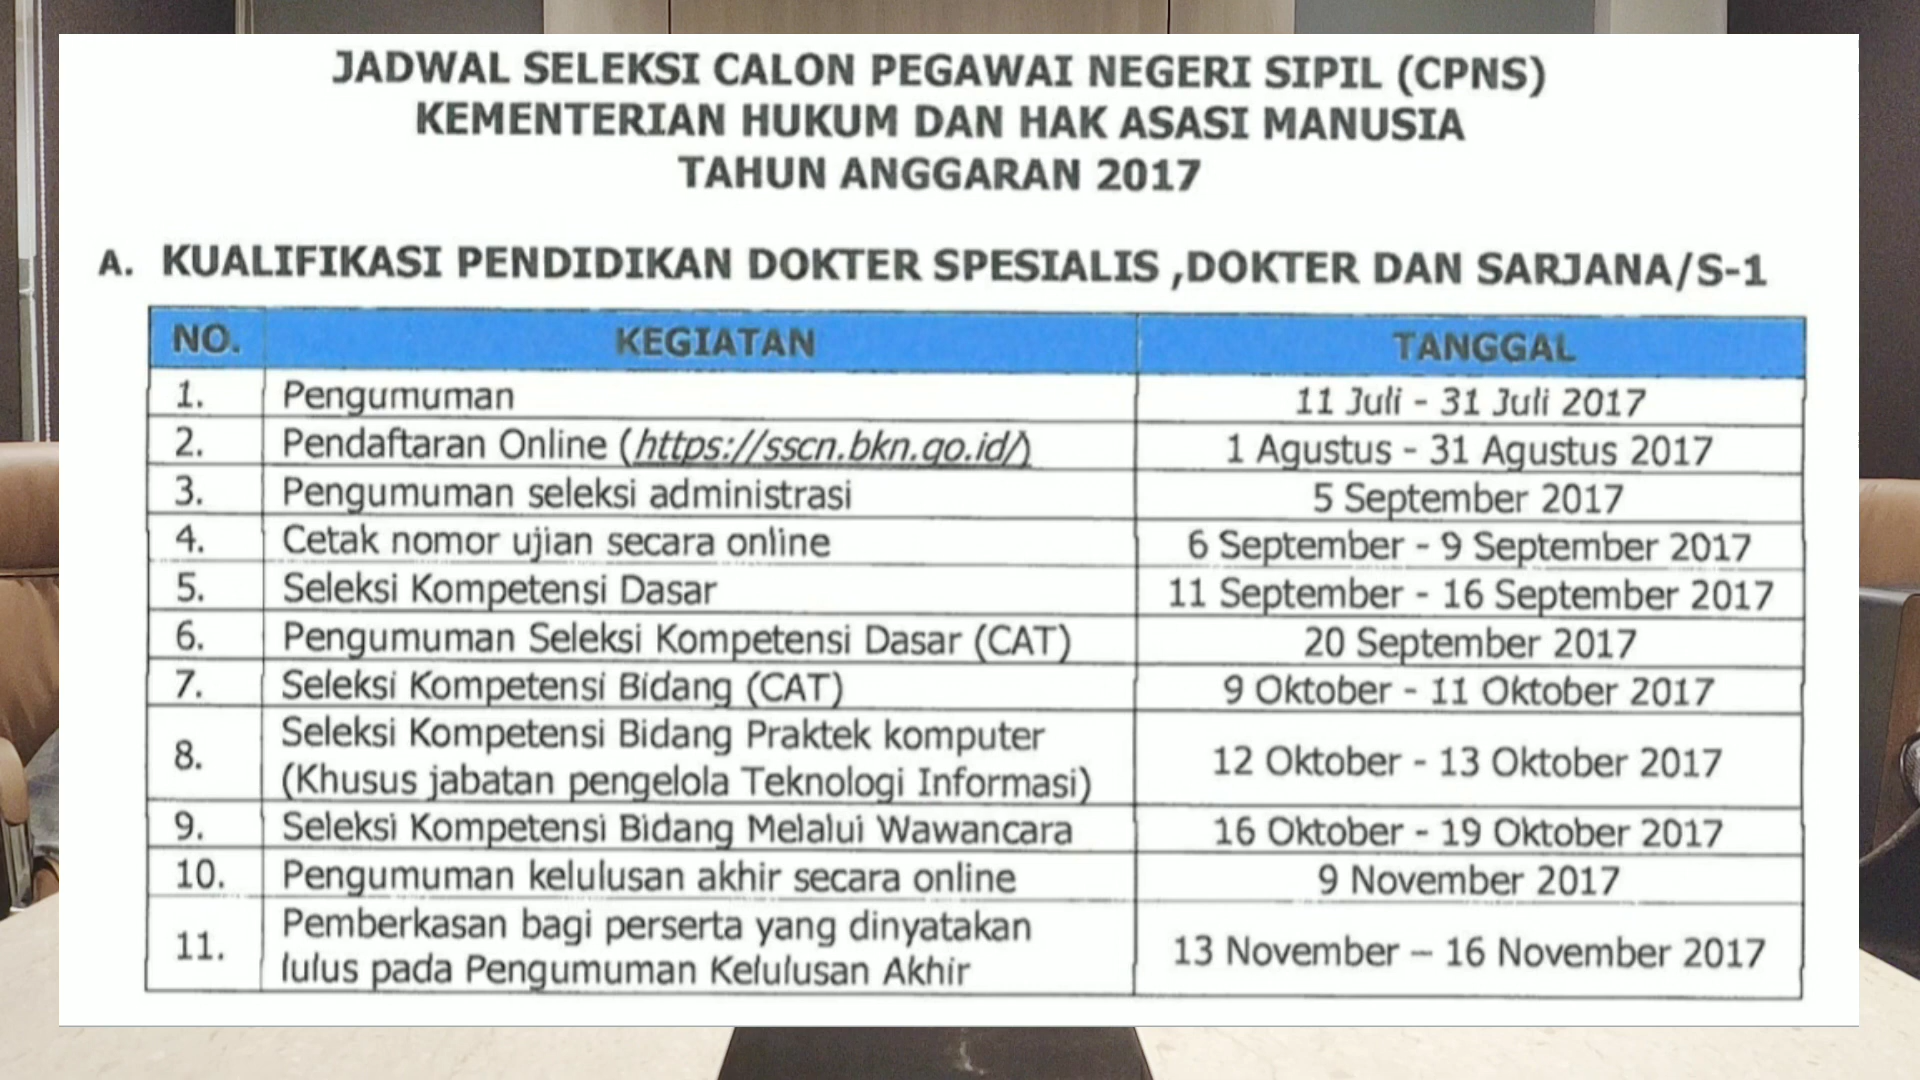 JADWAL SELEKSI CALON PEGAWAI NEGERI SIPIL (CPNS)
KEMENTERIAN HUKUM DAN HAK ASASI MANUSIA
TAHUN ANGGARAN 2017
A. KUALIFIKASI PENDIDIKAN DOKTER SPESIALIS ,DOKTER DAN SARJANA/S-1
NO. KEGIATAN TANGGAL
1. Pengumuman 11 Juli - 31 Juli 2017
2. Pendaftaran Online (https://sscn.bkn.go.id/) 1 Agustus - 31 Agustus 2017
3. Pengumuman seleksi administrasi 5 September 2017
4. Cetak nomor ujian secara online 6 September - 9 September 2017
5. Seleksi Kompetensi Dasar 11 September - 16 September 2017
6. Pengumuman Seleksi Kompetensi Dasar (CAT) 20 September 2017
7. Seleksi Kompetensi Bidang (CAT) 9 Oktober - 11 Oktober 2017
8. Seleksi Kompetensi Bidang Praktek komputer
(Khusus jabatan pengelola Teknologi Informasi) 12 Oktober - 13 Oktober 2017
9. Seleksi Kompetensi Bidang Melalui Wawancara 16 Oktober - 19 Oktober 2017
10. Pengumuman kelulusan akhir secara online 9 November 2017
11. Pemberkasan bagi perserta yang dinyatakan
lulus pada Pengumuman Kelulusan Akhir 13 November – 16 November 2017